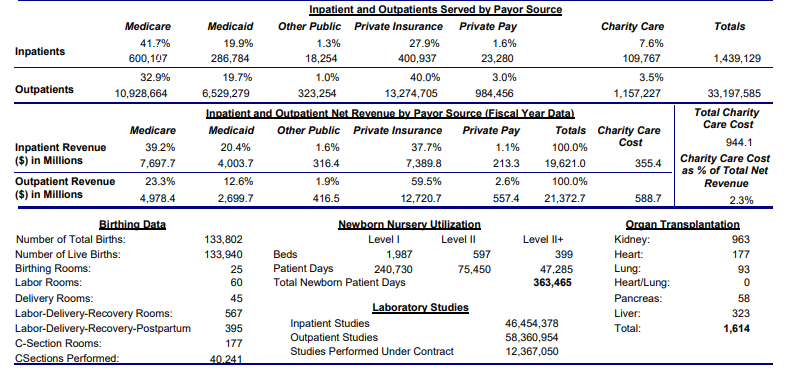 Inpatient and Outpatients Served by Payor Source
Medicare Medicaid Other Public Private Insurance Private Pay Charity Care Totals
41.7% 19.9% 1.3% 27.9% 1.6% 7.6%
Inpatients
600,107 286,784 18,254 400,937 23,280 109,767 1,439,129
32.9% 19.7% 1.0% 40.0% 3.0% 3.5%
Outpatients
10,928,664 6,529,279 323,254 13,274,705 984,456 1,157,227 33,197,585
Inpatient and Outpatient Net Revenue by Payor Source (Fiscal Year Data)
Medicare Medicaid Other Public Private Insurance Private Pay Totals Charity Care
Cost
Inpatient Revenue 39.2% 20.4% 1.6% 37.7% 1.1% 100.0%
($) in Millions 7,697.7 4,003.7 316.4 7,389.8 213.3 19,621.0 355.4
Outpatient Revenue 23.3% 12.6% 1.9% 59.5% 2.6% 100.0%
($) in Millions 4,978.4 2,699.7 416.5 12,720.7 557.4 21,372.7 588.7
Total Charity
Care Cost
944.1
Charity Care Cost
as % of Total Net
Revenue
2.3%
Birthing Data
Number of Total Births: 133,802
Number of Live Births: 133,940
Birthing Rooms: 25
Labor Rooms: 60
Delivery Rooms: 45
Labor-Delivery-Recovery Rooms: 567
Labor-Delivery-Recovery-Postpartum 395
C-Section Rooms: 177
CSections Performed: 40,241
Newborn Nursery Utilization
Level I Level II Level II+
Beds 1,987 597 399
Patient Days 240,730 75,450 47,285
Total Newborn Patient Days 363,465
Laboratory Studies
Inpatient Studies 46,454,378
Outpatient Studies 58,360,954
Studies Performed Under Contract 12,367,050
Organ Transplantation
Kidney: 963
Heart: 177
Lung: 93
Heart/Lung: 0
Pancreas: 58
Liver: 323
Total: 1,614